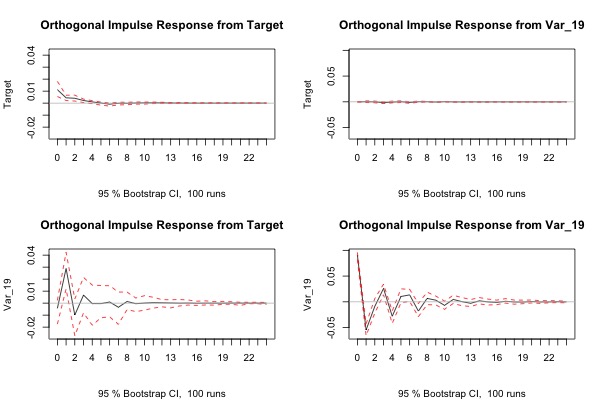 Orthogonal Impulse Response from Target
Target
-0.02 0.01 0.04
0 2 4 6 8 10 13 16 19 22
95 % Bootstrap CI, 100 runs
Orthogonal Impulse Response from Var_19
Target
-0.05 0.05
0 2 4 6 8 10 13 16 19 22
95 % Bootstrap CI, 100 runs
Orthogonal Impulse Response from Target
Var_19
-0.02 0.01 0.04
0 2 4 6 8 10 13 16 19 22
95 % Bootstrap CI, 100 runs
Orthogonal Impulse Response from Var_19
Var_19
-0.05 0.05
0 2 4 6 8 10 13 16 19 22
95 % Bootstrap CI, 100 runs